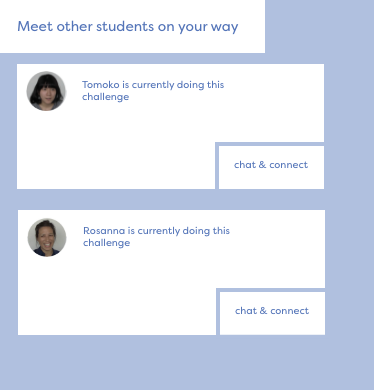 Meet other students on your way
Tomoko is currently doing this
challenge
chat & connect
Rosanna is currently doing this
challenge
chat & connect